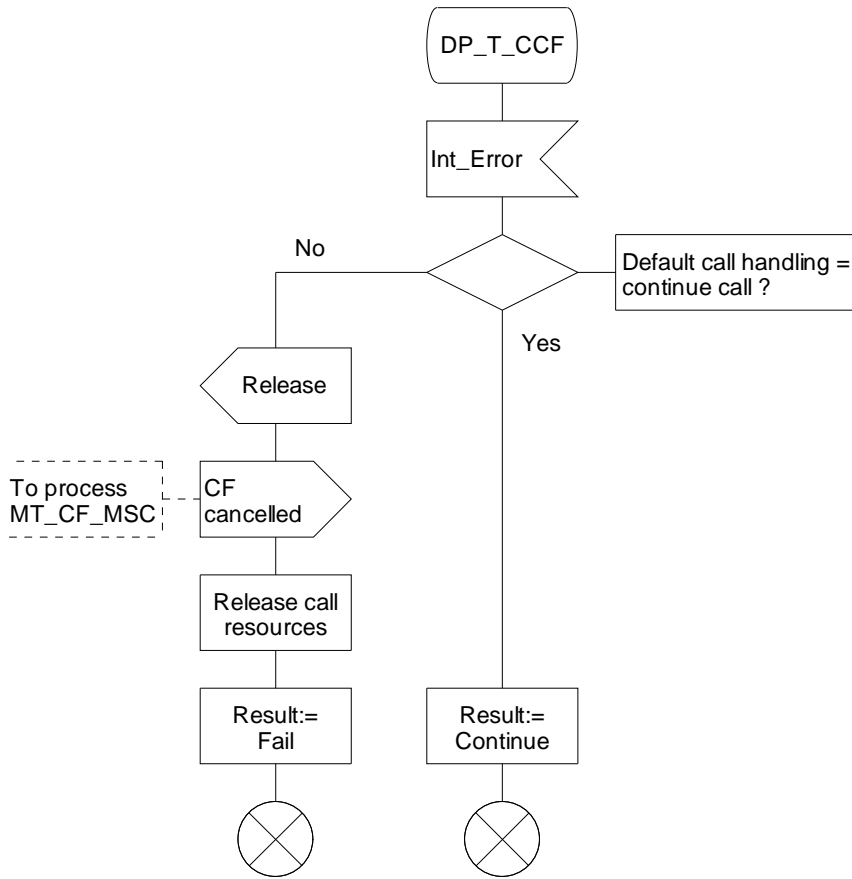 DP_T_CCF
Int_Error
No
Default call handling =
continue call ?
Yes
Release
To process
MT_CF_MSC
CF
cancelled
Release call
resources
Result:=
Fail
Result:=
Continue